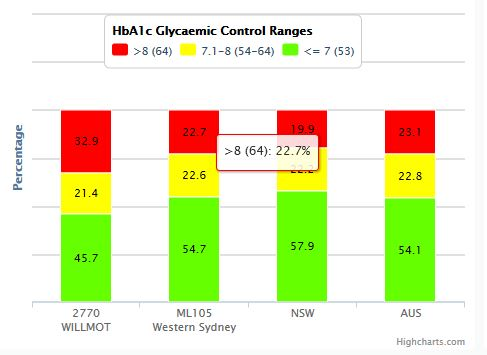 HbA1c Glycaemic Control Ranges
>8 (64) 7.1-8 (54-64) <= 7 (53)
Percentage
32.9 22.7 19.9 23.1
>8 (64): 22.7%
21.4 22.6 22.2 22.8
45.7 54.7 57.9 54.1
2770 ML105 NSW AUS
WILLMOT Western Sydney
Highcharts.com